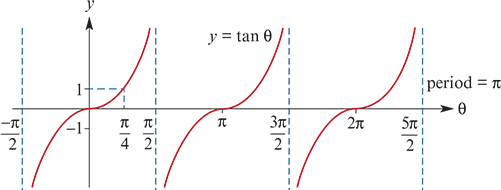 y
y = tan θ
1
period = π
θ
−1
−π/2
π/4
π/2
π
3π/2
2π
5π/2